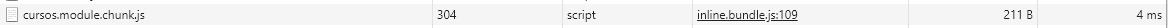 cursos.module.chunk.js 304 script inline.bundle.js:109 211 B 4 ms